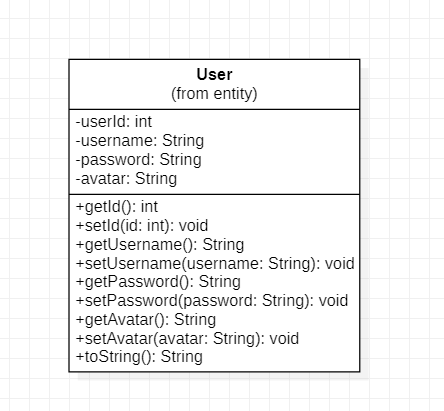 User
(from entity)
-userId: int
-username: String
-password: String
-avatar: String
+getId(): int
+setId(id: int): void
+getUsername(): String
+setUsername(username: String): void
+getPassword(): String
+setPassword(password: String): void
+getAvatar(): String
+setAvatar(avatar: String): void
+toString(): String